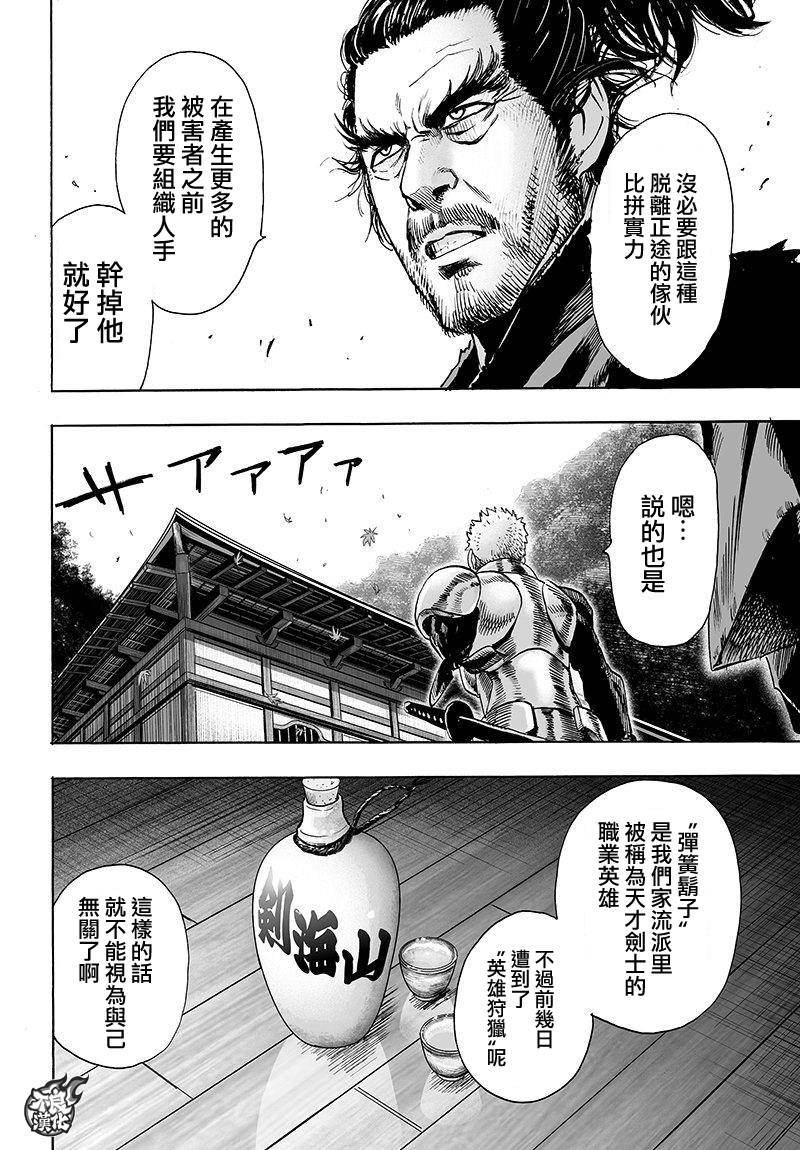 沒必要跟這種
脫離正途的傢伙
比拼實力
在產生更多的
被害者之前
我們要組織人手
幹掉他
就好了
嗯…
說的也是
アァァァ
"彈簧鬍子"
是我們家流派里
被稱為天才劍士的
職業英雄
不過前幾日
遭到了
"英雄狩獵"呢
這樣的話
就不能視為與己
無關了啊
漢化